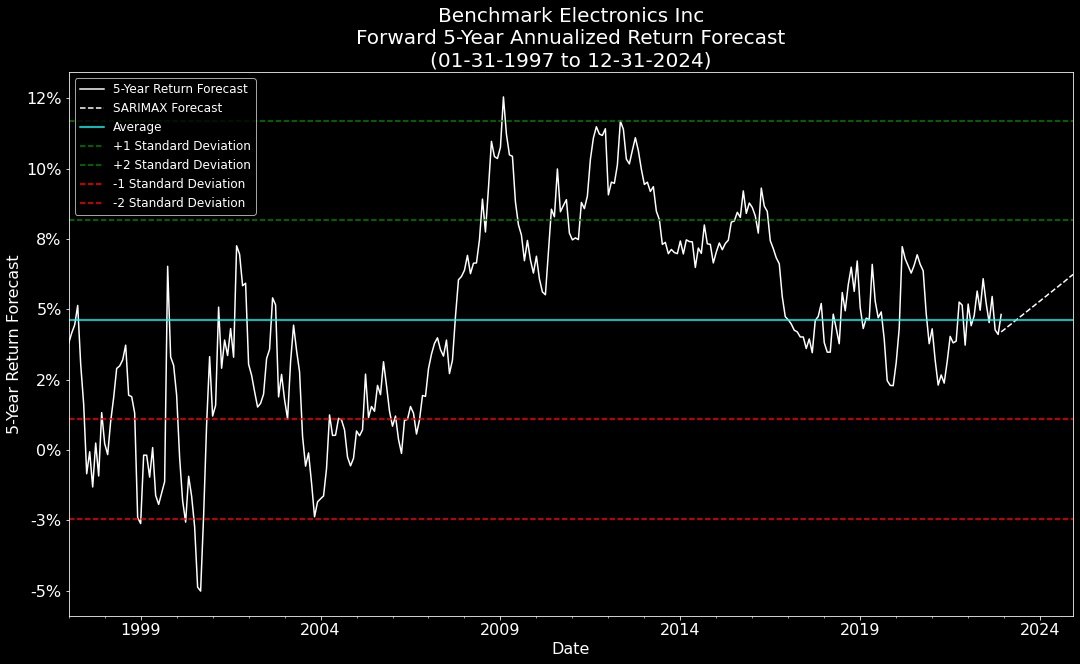 Benchmark Electronics Inc
Forward 5-Year Annualized Return Forecast
(01-31-1997 to 12-31-2024)
5-Year Return Forecast
SARIMAX Forecast
Average
+1 Standard Deviation
+2 Standard Deviation
-1 Standard Deviation
-2 Standard Deviation
12%
10%
8%
5%
2%
0%
-3%
-5%
5-Year Return Forecast
1999
2004
2009
2014
2019
2024
Date